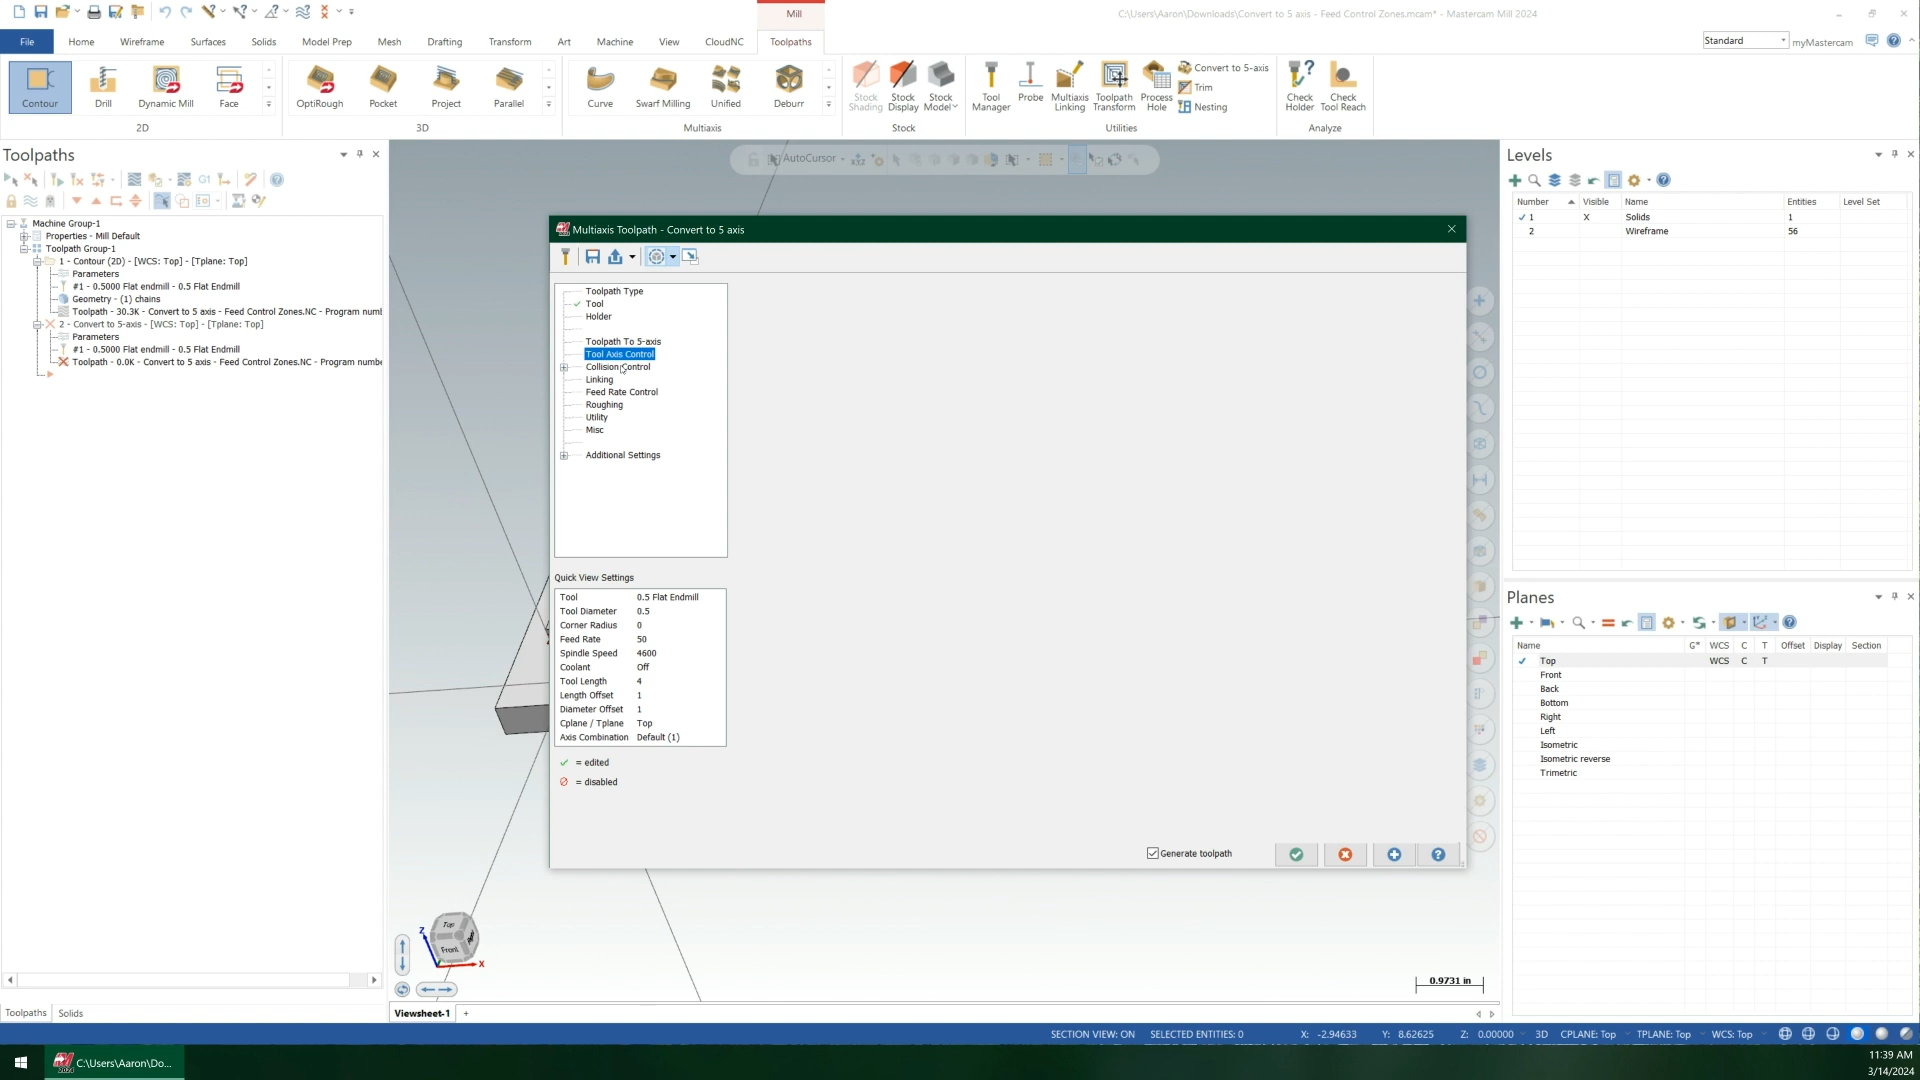 Mill
C:\Users\Aaron\Downloads\Convert to 5 axis - Feed Control Zones.mcam* - Mastercam Mill 2024
File Home Wireframe Surfaces Solids Model Prep Mesh Drafting Transform Art Machine View CloudNC Toolpaths
Standard myMastercam
Contour Drill Dynamic Mill Face OptiRough Pocket Project Parallel Curve Swarf Milling Unified Deburr
Stock Shading Stock Display Stock Model Tool Manager Probe Multiaxis Linking Toolpath Transform Process Hole
Convert to 5-axis
Trim
Nesting
Check Holder Check Tool Reach
2D 3D Multiaxis Stock Utilities Analyze
Toolpaths
G1
Machine Group-1
Properties - Mill Default
Toolpath Group-1
1 - Contour (2D) - [WCS: Top] - [Tplane: Top]
Parameters
#1 - 0.5000 Flat endmill - 0.5 Flat Endmill
Geometry - (1) chains
Toolpath - 30.3K - Convert to 5 axis - Feed Control Zones.NC - Program numb
2 - Convert to 5-axis - [WCS: Top] - [Tplane: Top]
Parameters
#1 - 0.5000 Flat endmill - 0.5 Flat Endmill
Toolpath - 0.0K - Convert to 5 axis - Feed Control Zones.NC - Program numbe
Toolpaths Solids
AutoCursor
Multiaxis Toolpath - Convert to 5 axis
Toolpath Type
Tool
Holder
Toolpath To 5-axis
Tool Axis Control
Collision Control
Linking
Feed Rate Control
Roughing
Utility
Misc
Additional Settings
Quick View Settings
Tool 0.5 Flat Endmill
Tool Diameter 0.5
Corner Radius 0
Feed Rate 50
Spindle Speed 4600
Coolant Off
Tool Length 4
Length Offset 1
Diameter Offset 1
Cplane / Tplane Top
Axis Combination Default (1)
= edited
= disabled
Generate toolpath
Top
Front
Z
X
0.9731 in
Viewsheet-1 +
Levels
Number Visible Name Entities Level Set
1 X Solids 1
2 Wireframe 56
Planes
Name G* WCS C T Offset Display Section
Top WCS C T
Front
Back
Bottom
Right
Left
Isometric
Isometric reverse
Trimetric
SECTION VIEW: ON SELECTED ENTITIES: 0 X: -2.94633 Y: 8.62625 Z: 0.00000 3D CPLANE: Top TPLANE: Top WCS: Top
C:\Users\Aaron\Do...
11:39 AM
3/14/2024